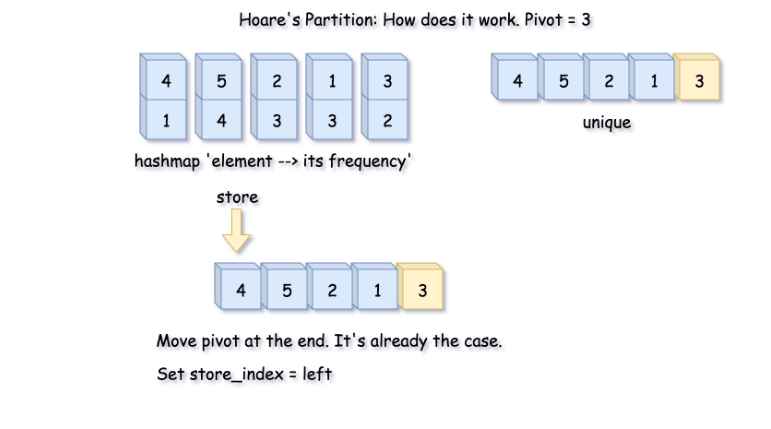 Hoare's Partition: How does it work. Pivot = 3
4 5 2 1 3
1 4 3 3 2
hashmap 'element --> its frequency'
4 5 2 1 3
unique
store
4 5 2 1 3
Move pivot at the end. It's already the case.
Set store_index = left